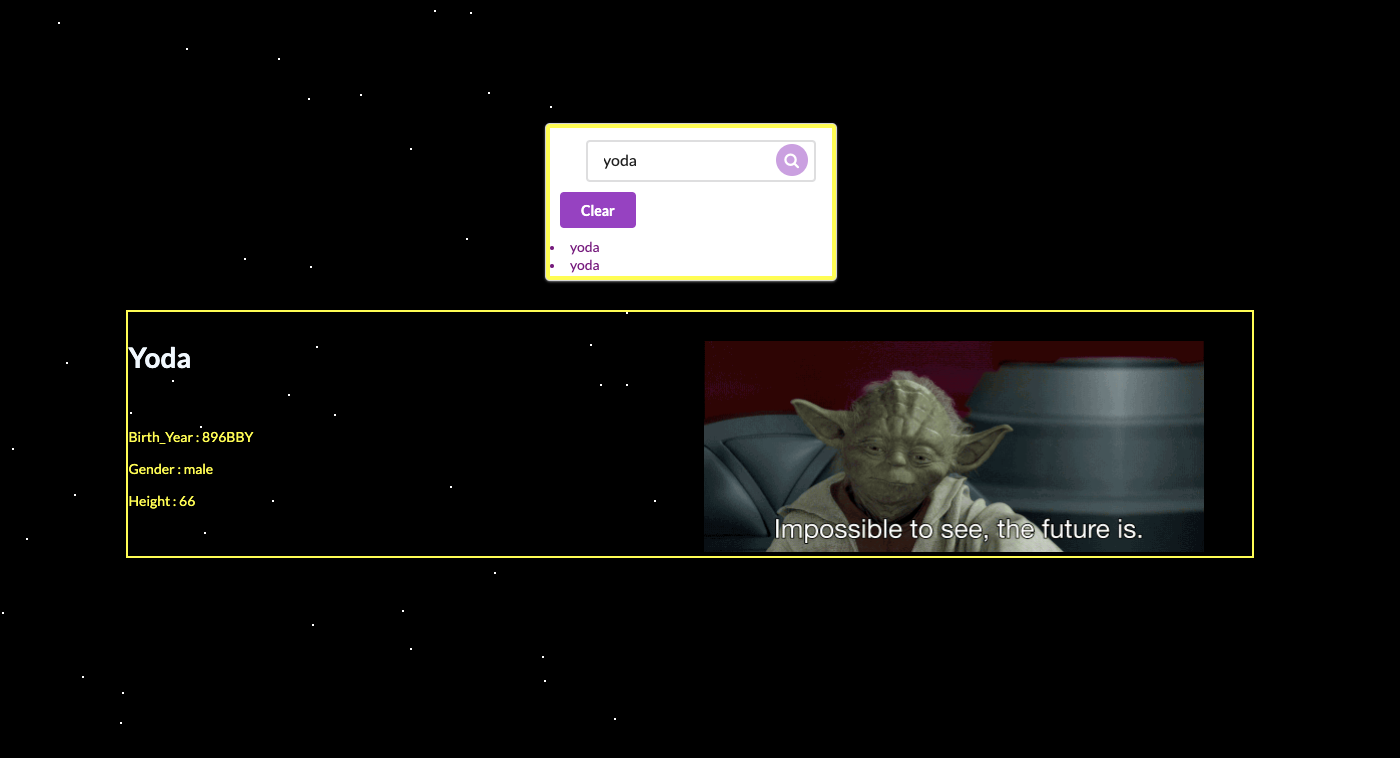 yoda
Clear
yoda
yoda
Yoda
Birth_Year : 896BBY
Gender : male
Height : 66
Impossible to see, the future is.